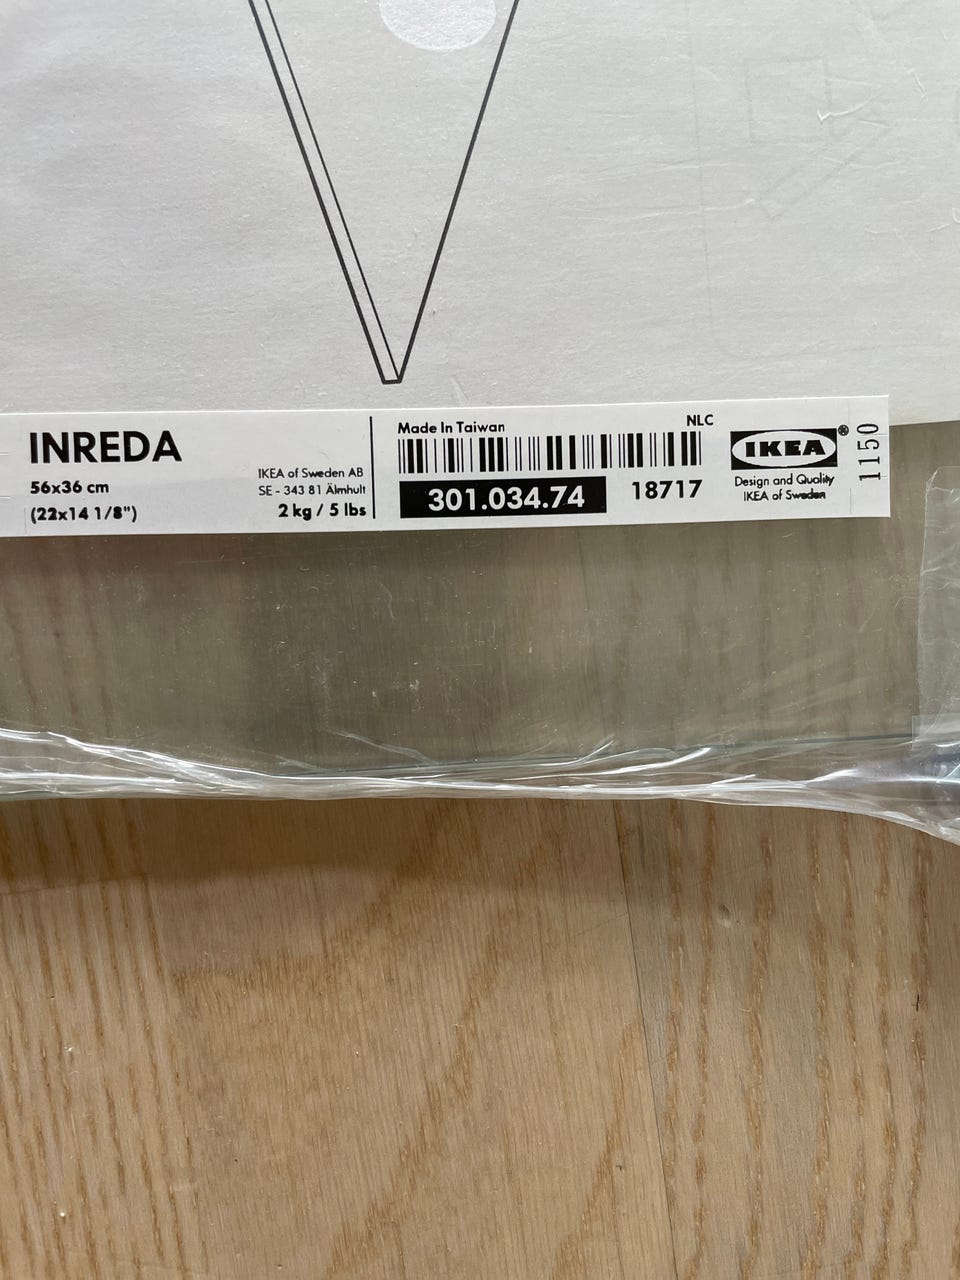 INREDA
56x36 cm
(22x14 1/8")
IKEA of Sweden AB
SE - 343 81 Älmhult
2 kg / 5 lbs
Made In Taiwan
NLC
301.034.74
18717
IKEA®
Design and Quality
IKEA of Sweden
1150